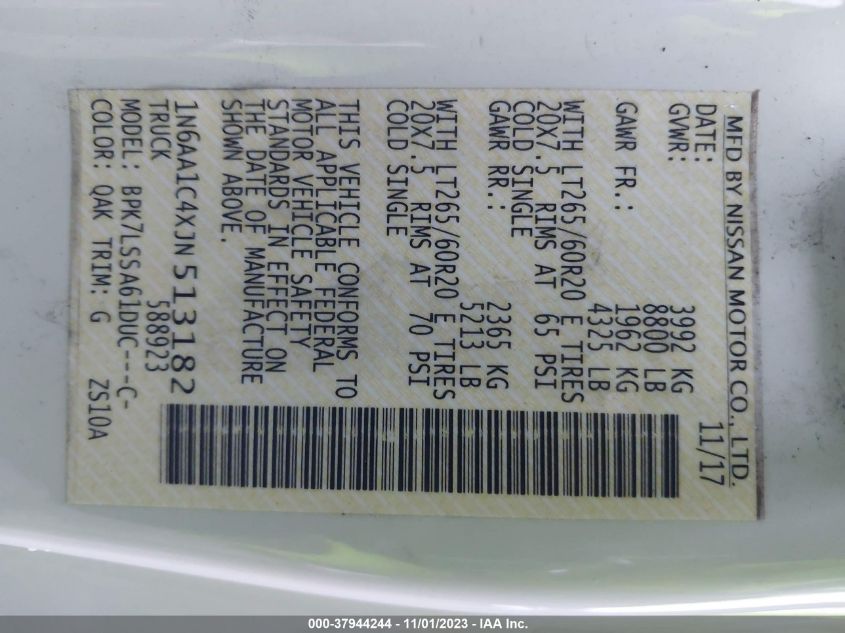 MFD BY NISSAN MOTOR CO., LTD.
DATE: 11/17
GVWR: 3992 KG
8800 LB
GAWR FR.: 1962 KG
4325 LB
WITH LT265/60R20 E TIRES
20X7.5 RIMS AT 65 PSI
COLD SINGLE
GAWR RR.: 2365 KG
5213 LB
WITH LT265/60R20 E TIRES
20X7.5 RIMS AT 70 PSI
COLD SINGLE
THIS VEHICLE CONFORMS TO
ALL APPLICABLE FEDERAL
MOTOR VEHICLE SAFETY
STANDARDS IN EFFECT ON
THE DATE OF MANUFACTURE
SHOWN ABOVE.
1N6AA1C4XJN513182
TRUCK 588923
MODEL: BPK7LSSA61DUC---C-
COLOR: QAK TRIM: G ZS10A
000-37944244 - 11/01/2023 - IAA Inc.